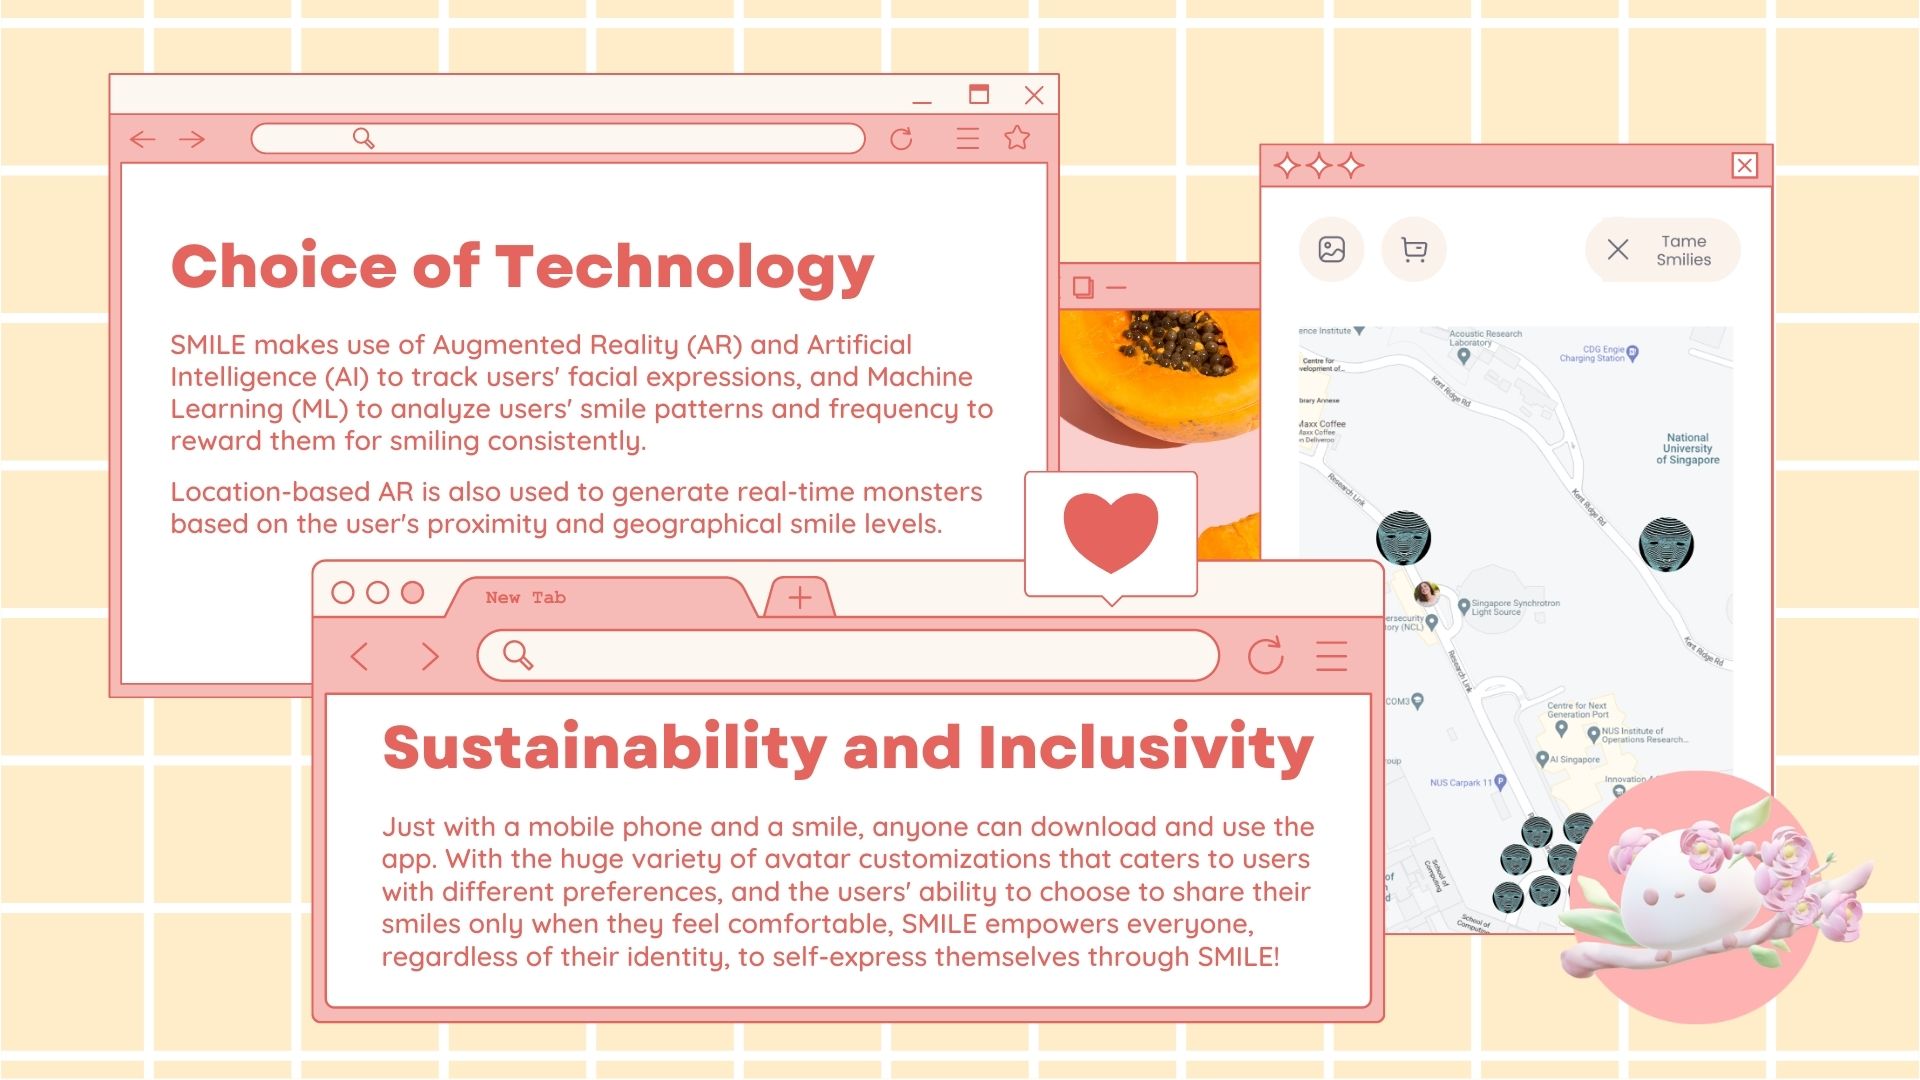 Choice of Technology
SMILE makes use of Augmented Reality (AR) and Artificial
Intelligence (AI) to track users' facial expressions, and Machine
Learning (ML) to analyze users' smile patterns and frequency to
reward them for smiling consistently.
Location-based AR is also used to generate real-time monsters
based on the user's proximity and geographical smile levels.
New Tab
Sustainability and Inclusivity
Just with a mobile phone and a smile, anyone can download and use the
app. With the huge variety of avatar customizations that caters to users
with different preferences, and the users' ability to choose to share their
smiles only when they feel comfortable, SMILE empowers everyone,
regardless of their identity, to self-express themselves through SMILE!
Tame
Smilies
ence Institute
Acoustic Research
Laboratory
CDG Engie
Charging Station
Centre for
velopment of...
Kent Ridge Rd
brary Annexe
Maxx Coffee
Maxx Coffee
n Deliveroo
National
University
of Singapore
Research Link
Kent Ridge Rd
Singapore Synchrotron
Light Source
ersecurity
tory (NCL)
Kent Ridge Rd
Research Link
COM3
Centre for Next
Generation Port
NUS Institute of
Operations Research...
AI Singapore
oup
NUS Carpark 11
P
Innovation 4
School of
Computing
of
d
School of
Computing